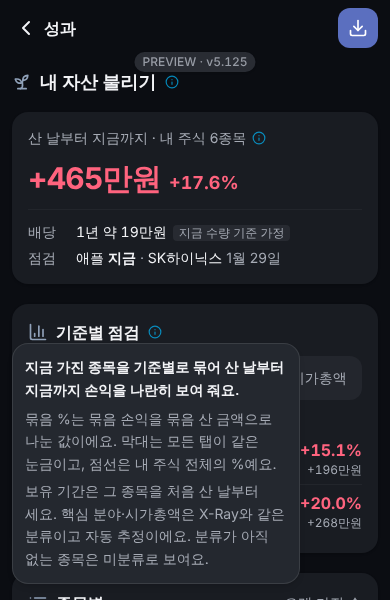 성과
PREVIEW · v5.125
내 자산 불리기
산 날부터 지금까지 · 내 주식 6종목
+465만원 +17.6%
배당 1년 약 19만원 지금 수량 기준 가정
점검 애플 지금 · SK하이닉스 1월 29일
기준별 점검
지금 가진 종목을 기준별로 묶어 산 날부터
지금까지 손익을 나란히 보여 줘요.
묶음 %는 묶음 손익을 묶음 산 금액으로
나눈 값이에요. 막대는 모든 탭이 같은
눈금이고, 점선은 내 주식 전체의 %예요.
보유 기간은 그 종목을 처음 산 날부터
세요. 핵심 분야·시가총액은 X-Ray와 같은
분류이고 자동 추정이에요. 분류가 아직
없는 종목은 미분류로 보여요.
시가총액
+15.1%
+196만원
+20.0%
+268만원